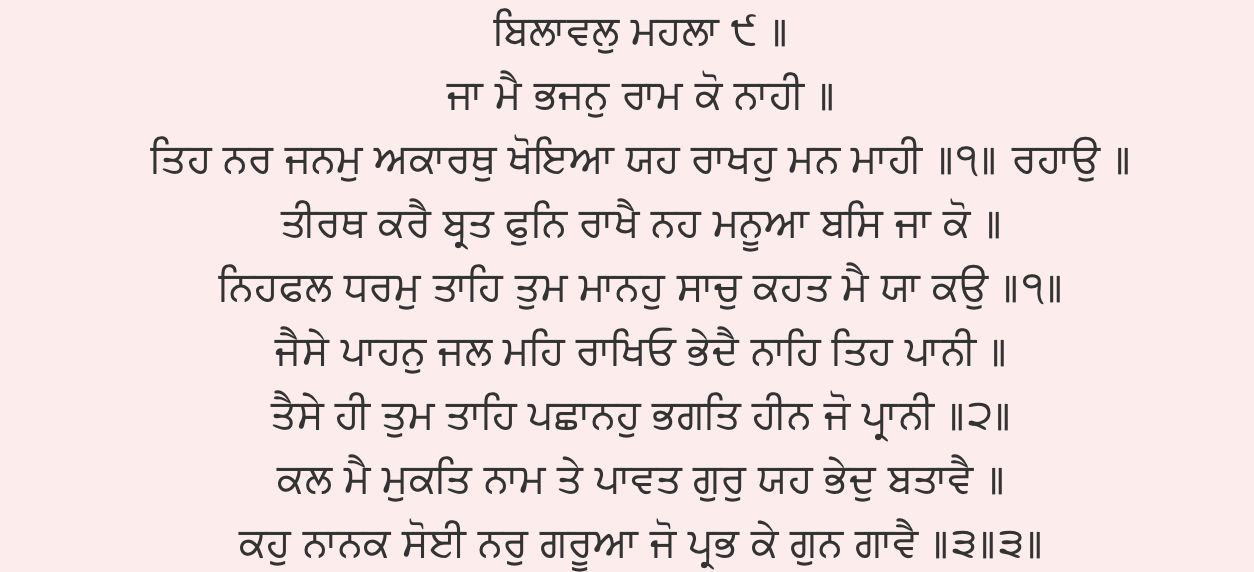 ਬਿਲਾਵਲੁ ਮਹਲਾ ੯ ॥
ਜਾ ਮੈ ਭਜਨੁ ਰਾਮ ਕੋ ਨਾਹੀ ॥
ਤਿਹ ਨਰ ਜਨਮੁ ਅਕਾਰਥੁ ਖੋਇਆ ਯਹ ਰਾਖਹੁ ਮਨ ਮਾਹੀ ॥੧॥ ਰਹਾਉ ॥
ਤੀਰਥ ਕਰੈ ਬ੍ਰਤ ਫੁਨਿ ਰਾਖੈ ਨਹ ਮਨੂਆ ਬਸਿ ਜਾ ਕੋ ॥
ਨਿਹਫਲ ਧਰਮੁ ਤਾਹਿ ਤੁਮ ਮਾਨਹੁ ਸਾਚੁ ਕਹਤ ਮੈ ਯਾ ਕਉ ॥੧॥
ਜੈਸੇ ਪਾਹਨੁ ਜਲ ਮਹਿ ਰਾਖਿਓ ਭੇਦੈ ਨਾਹਿ ਤਿਹ ਪਾਨੀ ॥
ਤੈਸੇ ਹੀ ਤੁਮ ਤਾਹਿ ਪਛਾਨਹੁ ਭਗਤਿ ਹੀਨ ਜੋ ਪ੍ਰਾਨੀ ॥੨॥
ਕਲ ਮੈ ਮੁਕਤਿ ਨਾਮ ਤੇ ਪਾਵਤ ਗੁਰੁ ਯਹ ਭੇਦੁ ਬਤਾਵੈ ॥
ਕਹੁ ਨਾਨਕ ਸੋਈ ਨਰੁ ਗਰੂਆ ਜੋ ਪ੍ਰਭ ਕੇ ਗੁਨ ਗਾਵੈ ॥੩॥੩॥